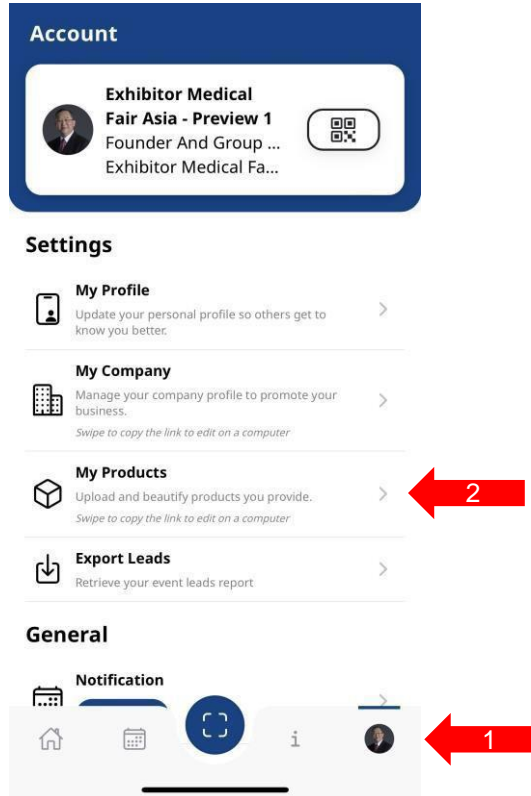 Account
Exhibitor Medical
Fair Asia - Preview 1
Founder And Group ...
Exhibitor Medical Fa...
Settings
My Profile
Update your personal profile so others get to
know you better.
My Company
Manage your company profile to promote your
business.
Swipe to copy the link to edit on a computer
My Products
Upload and beautify products you provide.
Swipe to copy the link to edit on a computer
2
Export Leads
Retrieve your event leads report
General
Notification
i
1